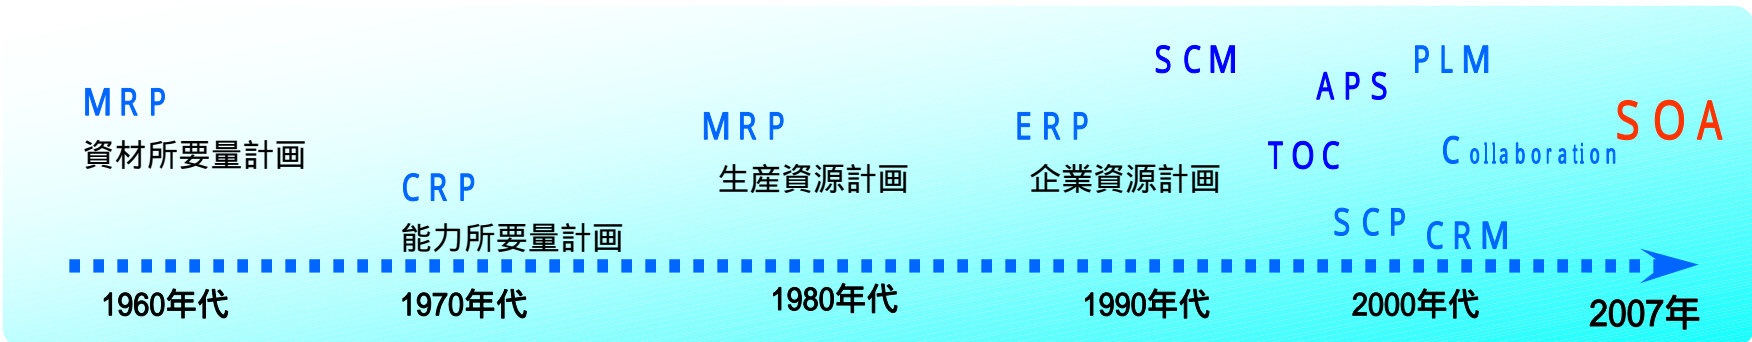 MRP
資材所要量計画
CRP
能力所要量計画
MRP
生産資源計画
ERP
企業資源計画
SCM
APS
PLM
TOC
Collaboration
SOA
SCP
CRM
1960年代
1970年代
1980年代
1990年代
2000年代
2007年